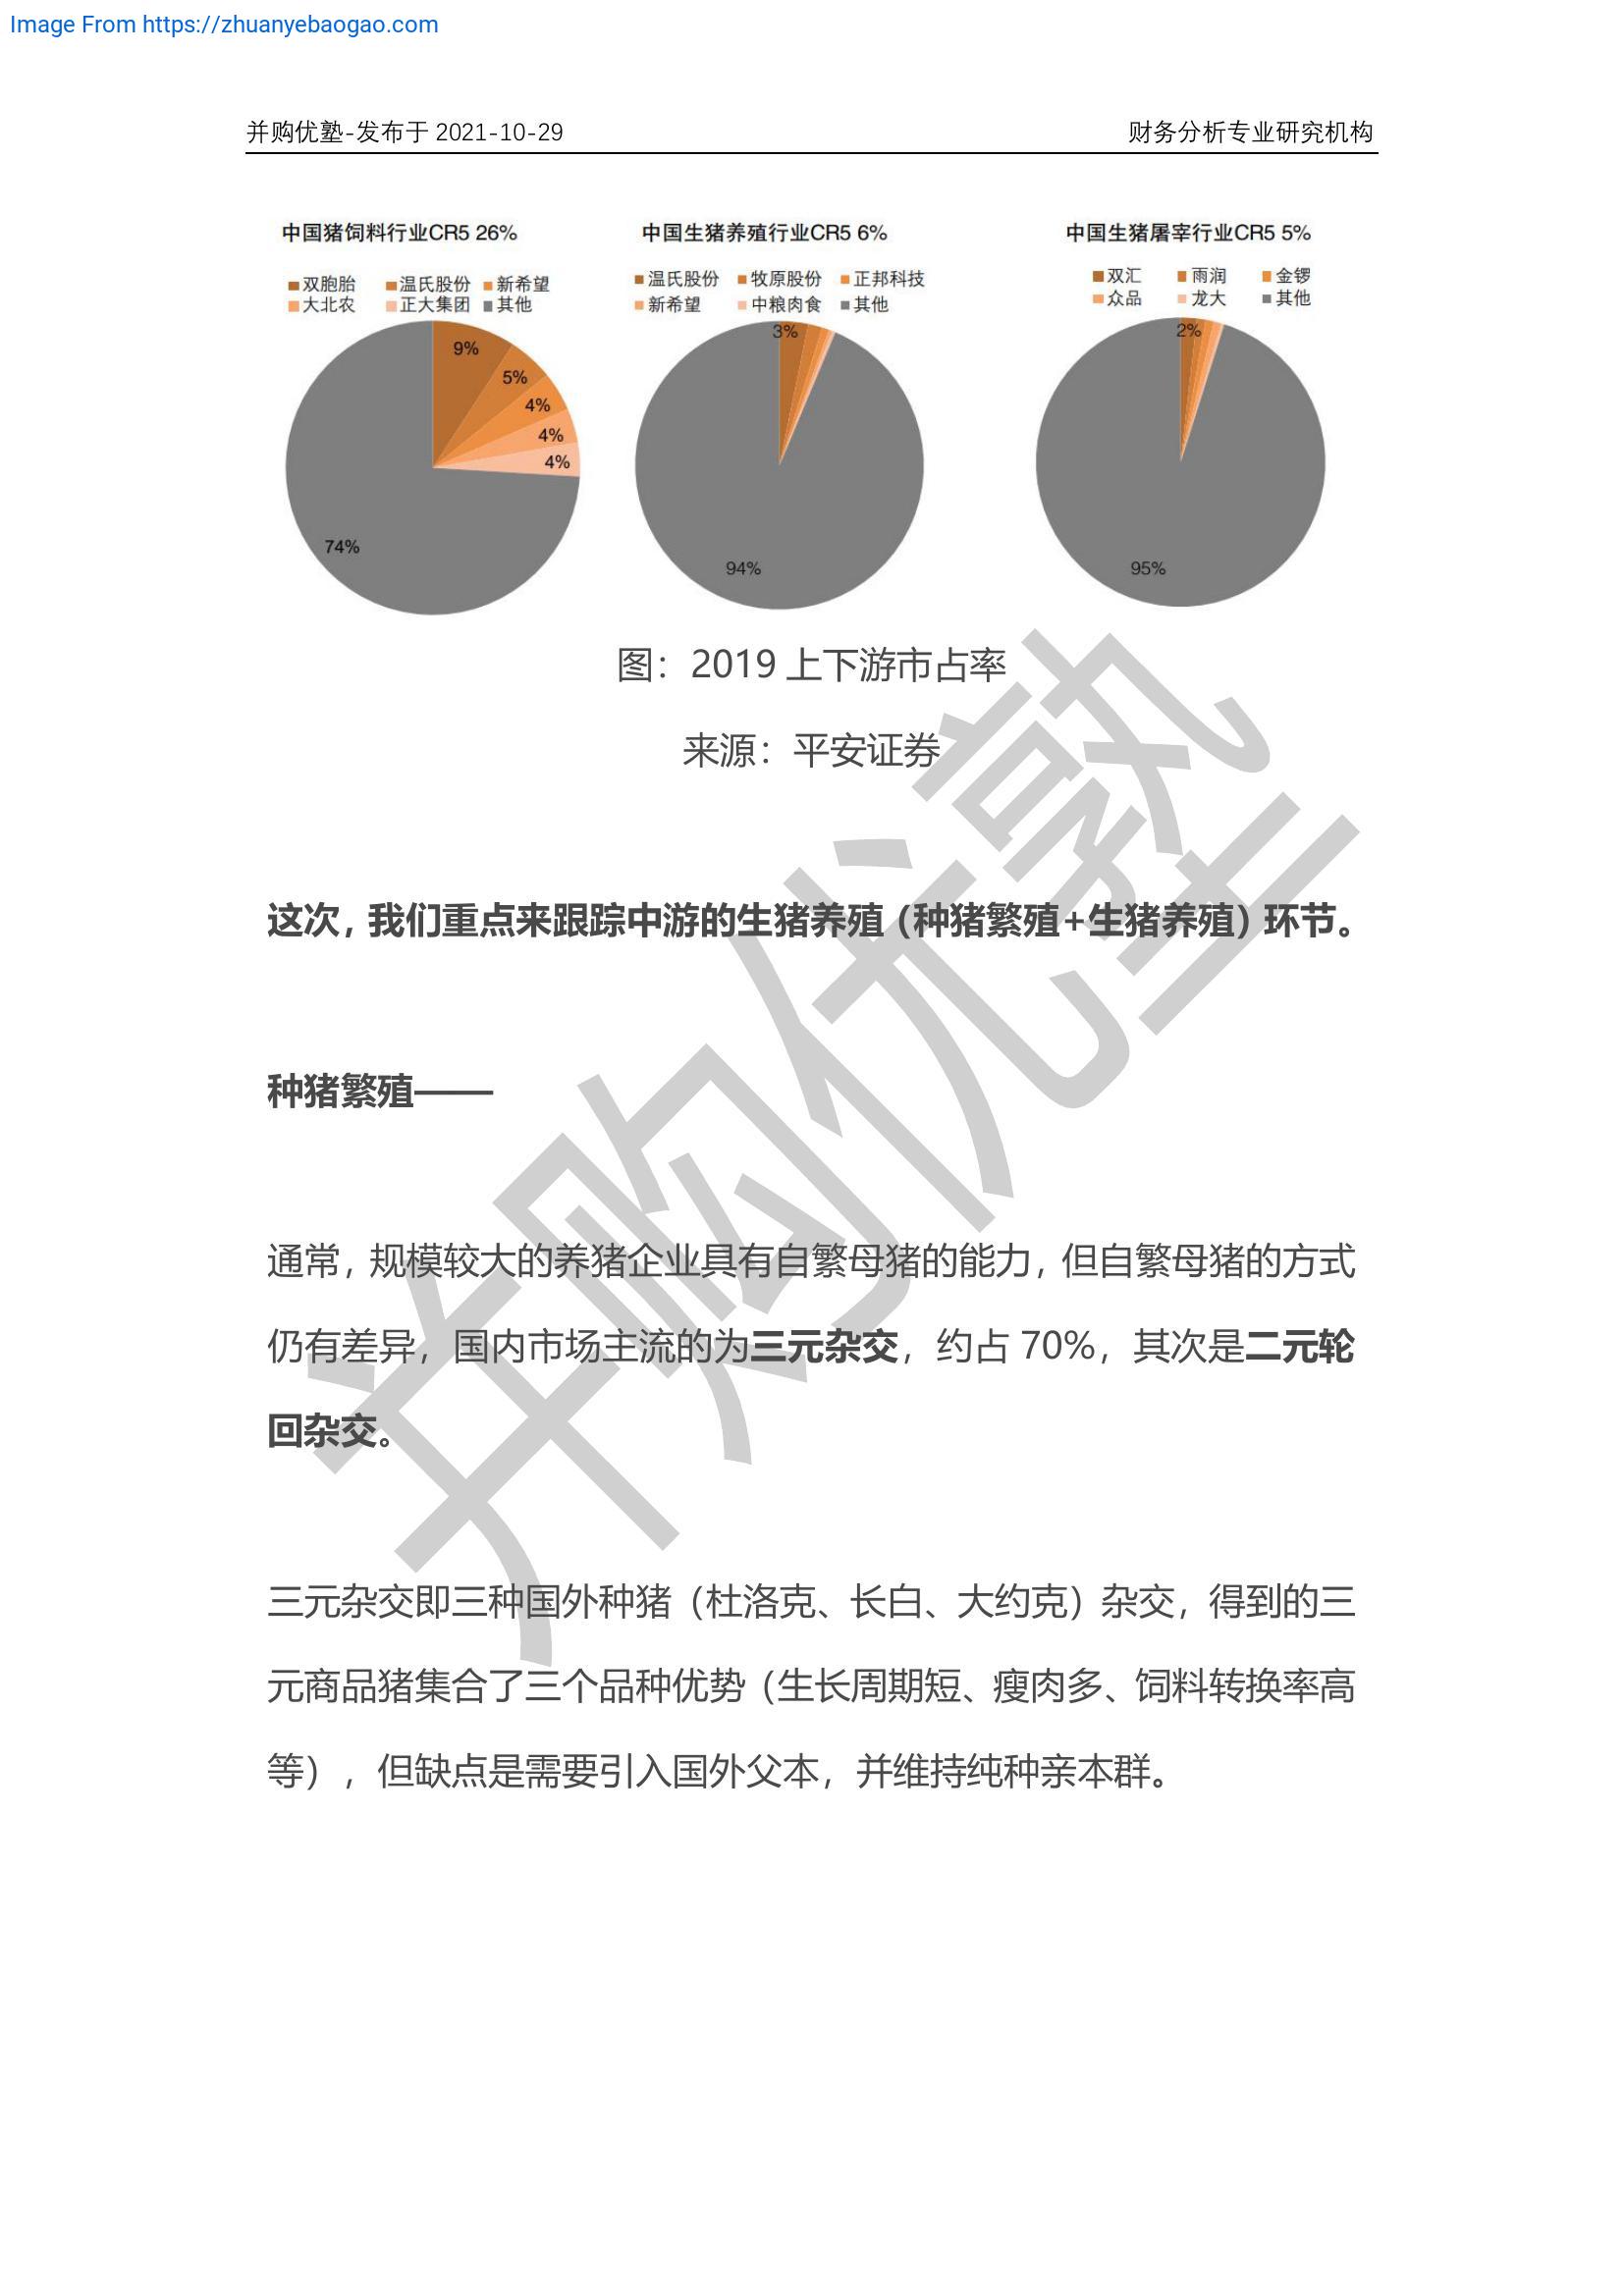 Image From https://zhuanyebaogao.com
并购优塾-发布于 2021-10-29 财务分析专业研究机构
中国猪饲料行业CR5 26%
双胞胎 温氏股份 新希望
大北农 正大集团 其他
9%
5%
4%
4%
4%
74%
中国生猪养殖行业CR5 6%
温氏股份 牧原股份 正邦科技
新希望 中粮肉食 其他
3%
94%
中国生猪屠宰行业CR5 5%
双汇 雨润 金锣
众品 龙大 其他
2%
95%
图：2019 上下游市占率
来源：平安证券
这次，我们重点来跟踪中游的生猪养殖（种猪繁殖+生猪养殖）环节。
种猪繁殖——
通常，规模较大的养猪企业具有自繁母猪的能力，但自繁母猪的方式
仍有差异，国内市场主流的为三元杂交，约占 70%，其次是二元轮
回杂交。
三元杂交即三种国外种猪（杜洛克、长白、大约克）杂交，得到的三
元商品猪集合了三个品种优势（生长周期短、瘦肉多、饲料转换率高
等），但缺点是需要引入国外父本，并维持纯种亲本群。
并购优塾